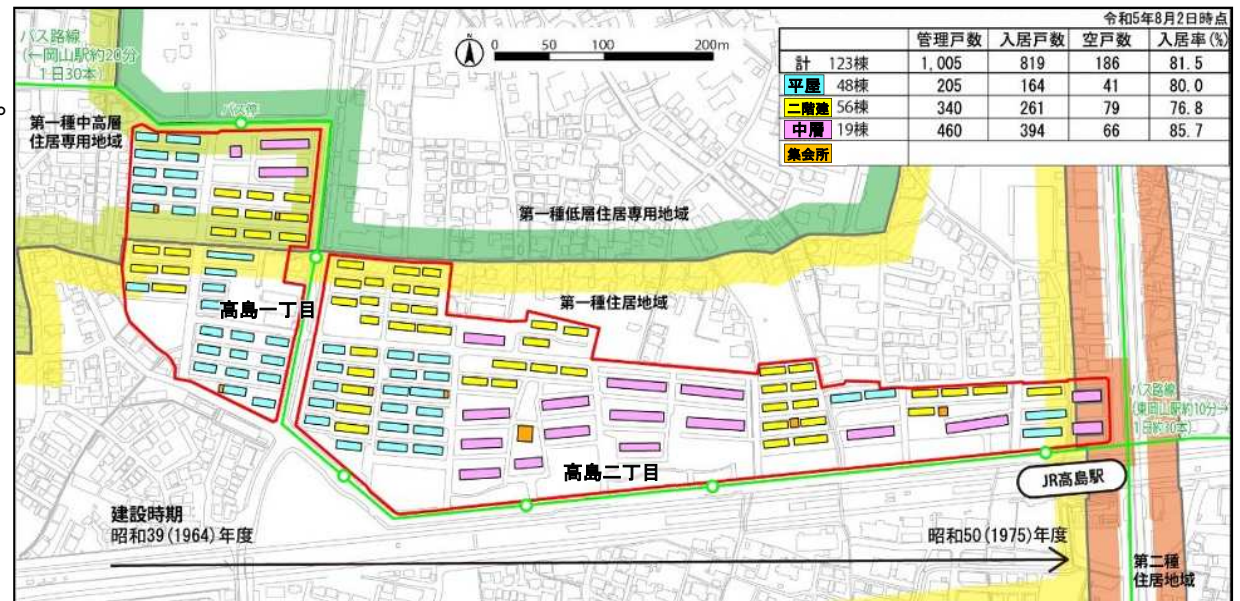 令和5年8月2日時点
管理戸数 入居戸数 空戸数 入居率(%)
計 123棟 1,005 819 186 81.5
平屋 48棟 205 164 41 80.0
二階建 56棟 340 261 79 76.8
中層 19棟 460 394 66 85.7
集会所
0 50 100 200m
バス路線
(←岡山駅約20分
1日30本)
バス停
第一種中高層
住居専用地域
第一種低層住居専用地域
第一種住居地域
高島一丁目
高島二丁目
バス路線
(東岡山駅約10分→
1日約30本)
JR高島駅
建設時期
昭和39(1964)年度
昭和50(1975)年度
第二種
住居地域